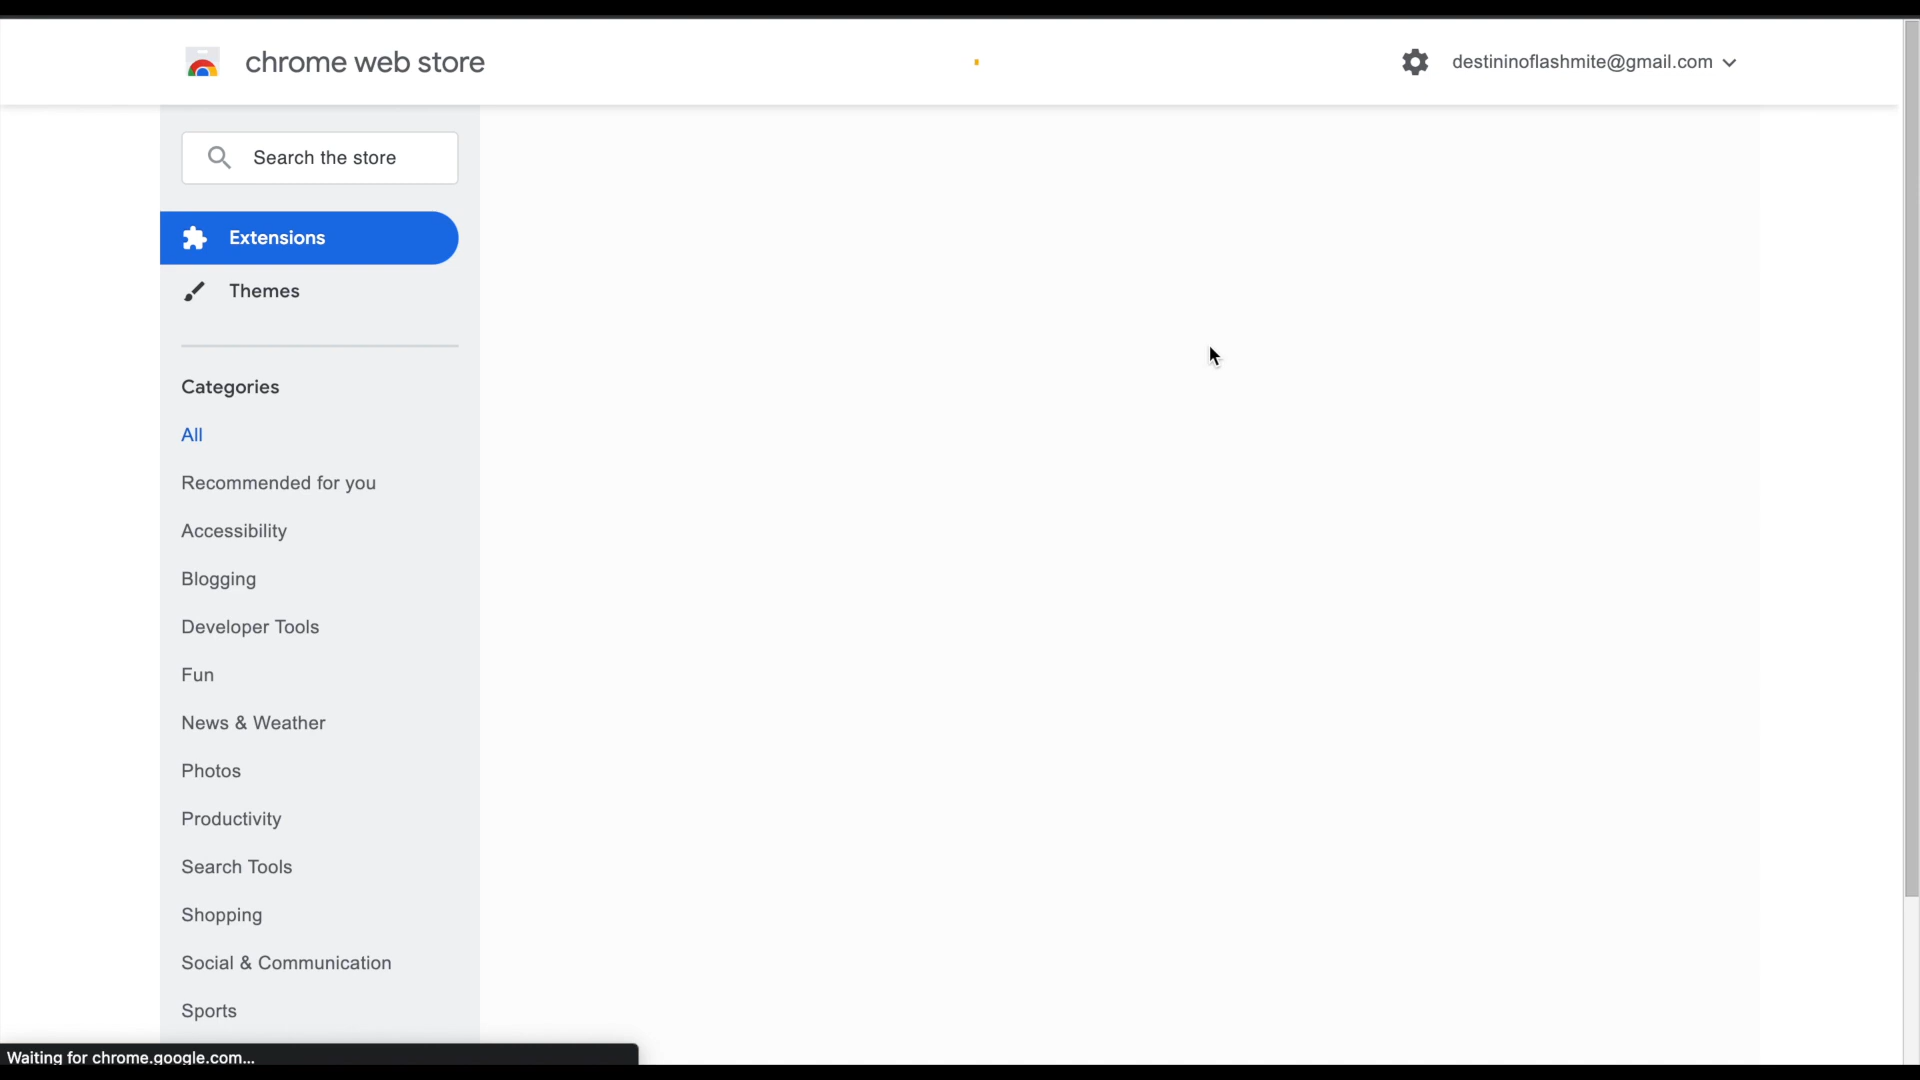 chrome web store
destininoflashmite@gmail.com
Search the store
Extensions
Themes
Categories
All
Recommended for you
Accessibility
Blogging
Developer Tools
Fun
News & Weather
Photos
Productivity
Search Tools
Shopping
Social & Communication
Sports
Waiting for chrome.google.com...